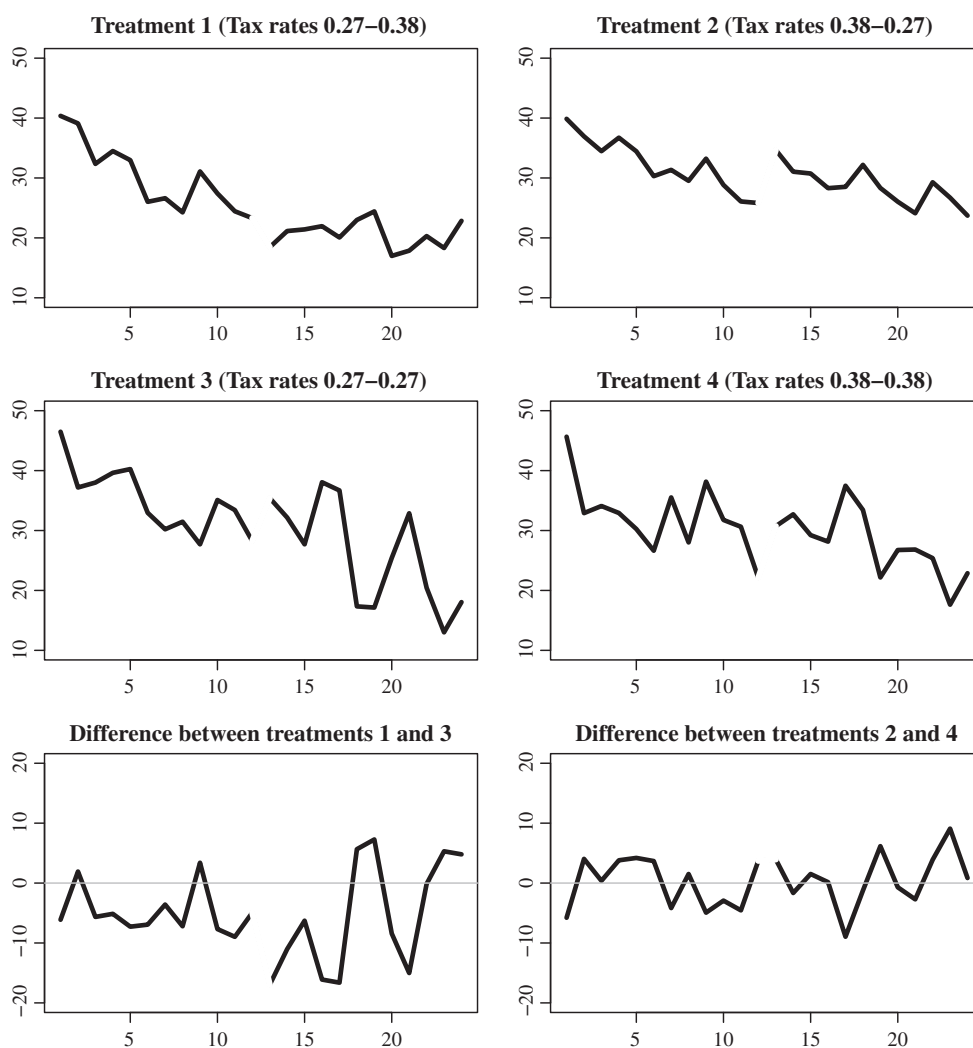 Treatment 1 (Tax rates 0.27–0.38)
50
40
30
20
10
5 10 15 20
Treatment 2 (Tax rates 0.38–0.27)
50
40
30
20
10
5 10 15 20
Treatment 3 (Tax rates 0.27–0.27)
50
40
30
20
10
5 10 15 20
Treatment 4 (Tax rates 0.38–0.38)
50
40
30
20
10
5 10 15 20
Difference between treatments 1 and 3
20
10
0
−10
−20
5 10 15 20
Difference between treatments 2 and 4
20
10
0
−10
−20
5 10 15 20